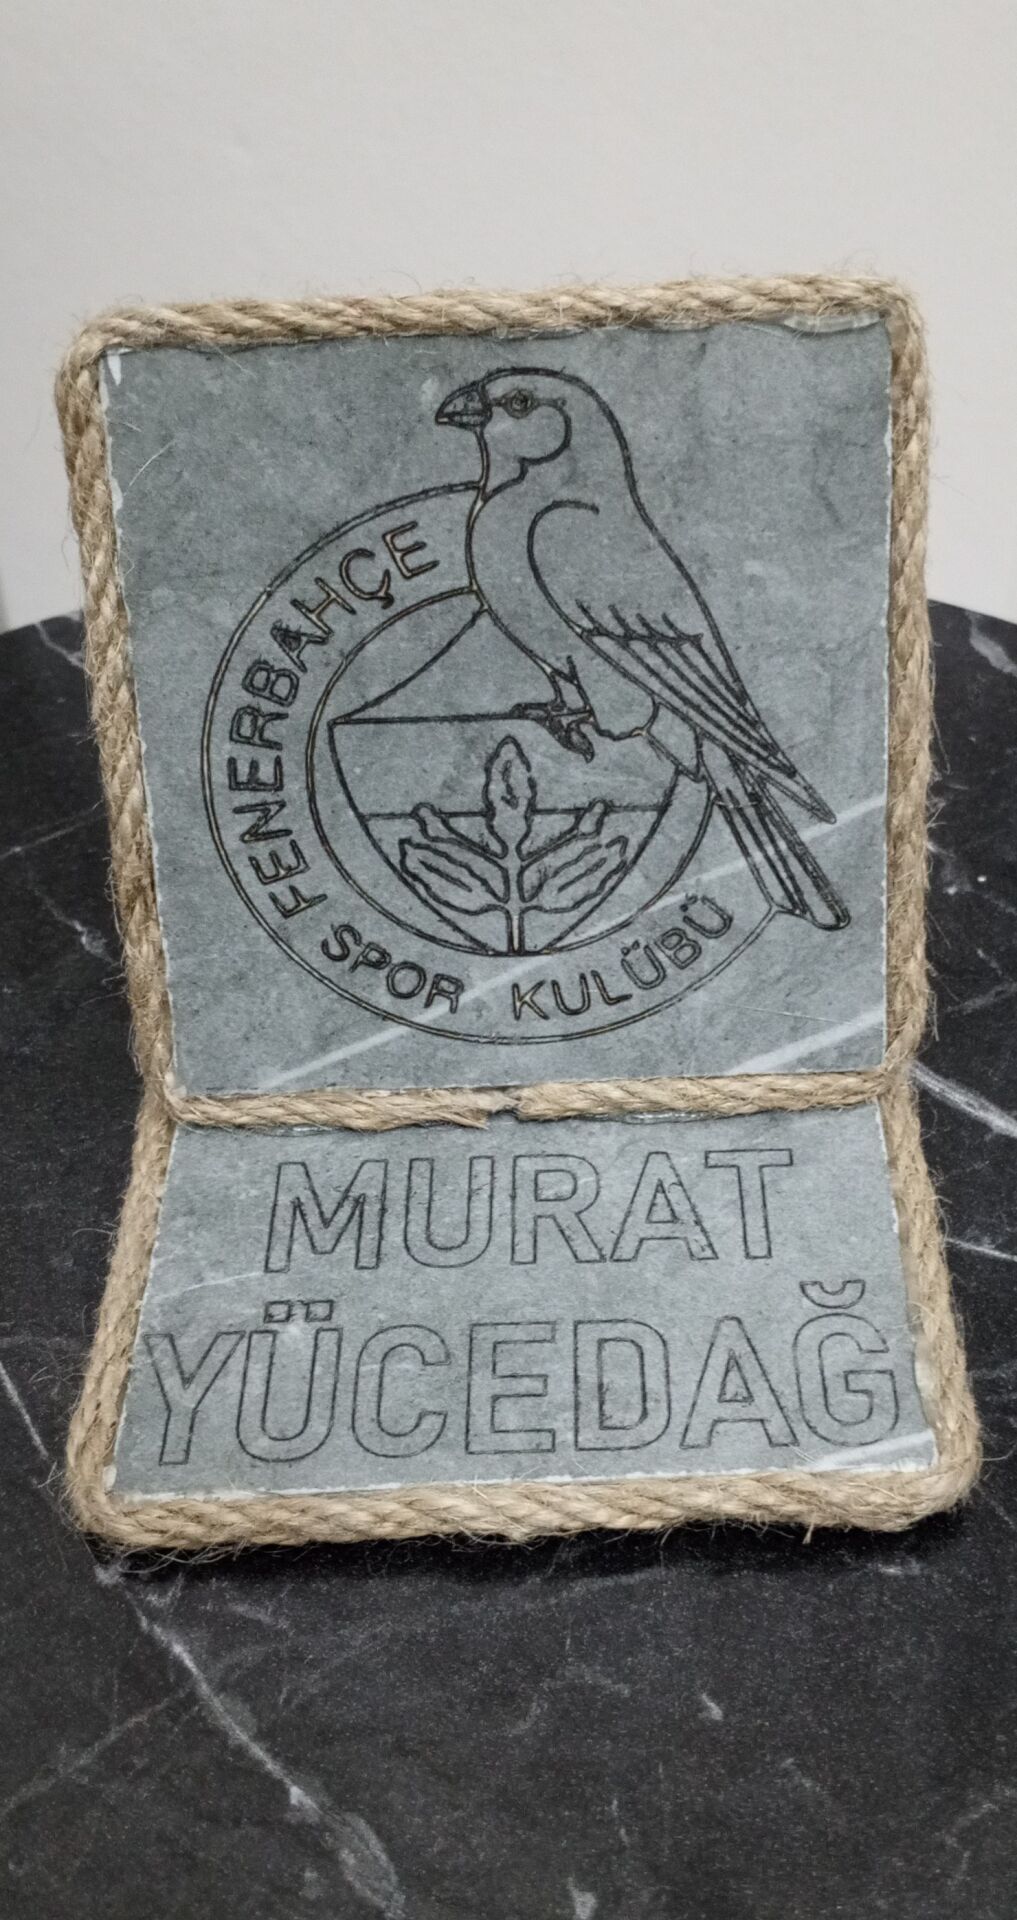 FENERBAHÇE
SPOR KULÜBÜ
MURAT
YÜCEDAĞ